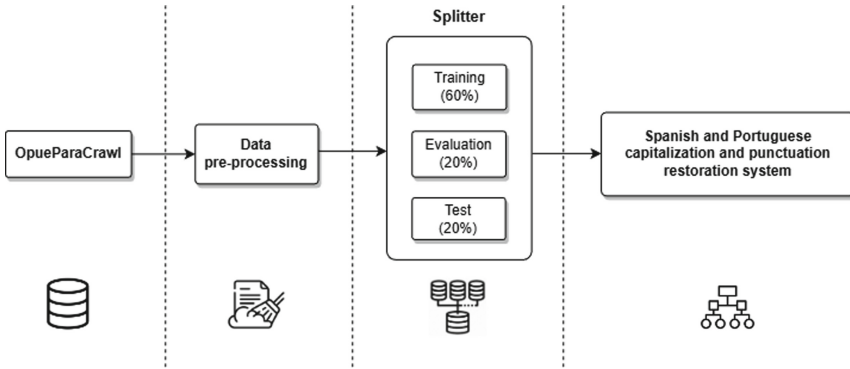 Splitter
OpueParaCrawl
Data
pre-processing
Training
(60%)
Evaluation
(20%)
Test
(20%)
Spanish and Portuguese
capitalization and punctuation
restoration system